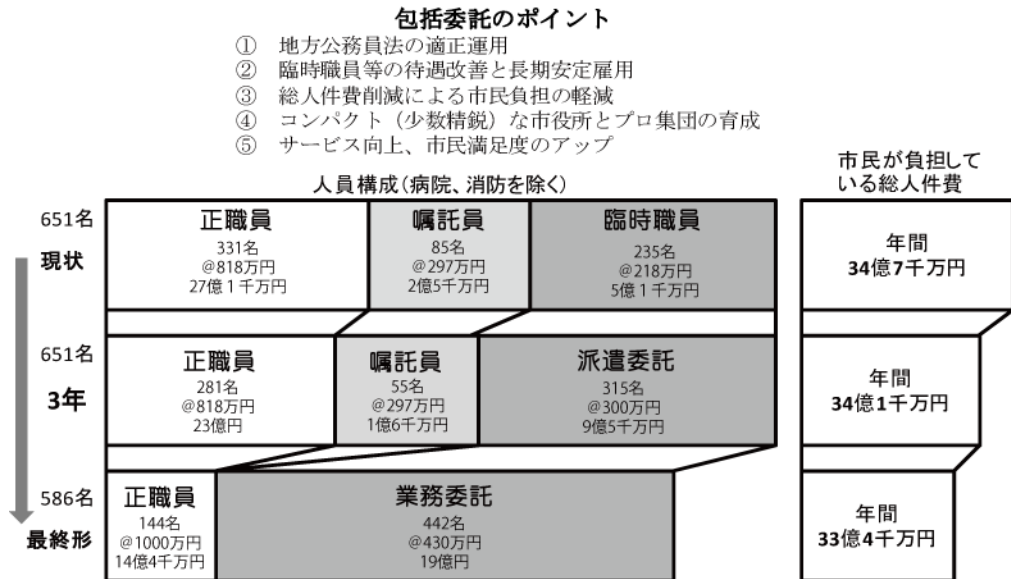 包括委託のポイント
① 地方公務員法の適正運用
② 臨時職員等の待遇改善と長期安定雇用
③ 総人件費削減による市民負担の軽減
④ コンパクト（少数精鋭）な市役所とプロ集団の育成
⑤ サービス向上、市民満足度のアップ
人員構成（病院、消防を除く）
市民が負担して
いる総人件費
651名
現状
正職員
331名
@818万円
27億1千万円
嘱託員
85名
@297万円
2億5千万円
臨時職員
235名
@218万円
5億1千万円
年間
34億7千万円
651名
3年
正職員
281名
@818万円
23億円
嘱託員
55名
@297万円
1億6千万円
派遣委託
315名
@300万円
9億5千万円
年間
34億1千万円
586名
最終形
正職員
144名
@1000万円
14億4千万円
業務委託
442名
@430万円
19億円
年間
33億4千万円